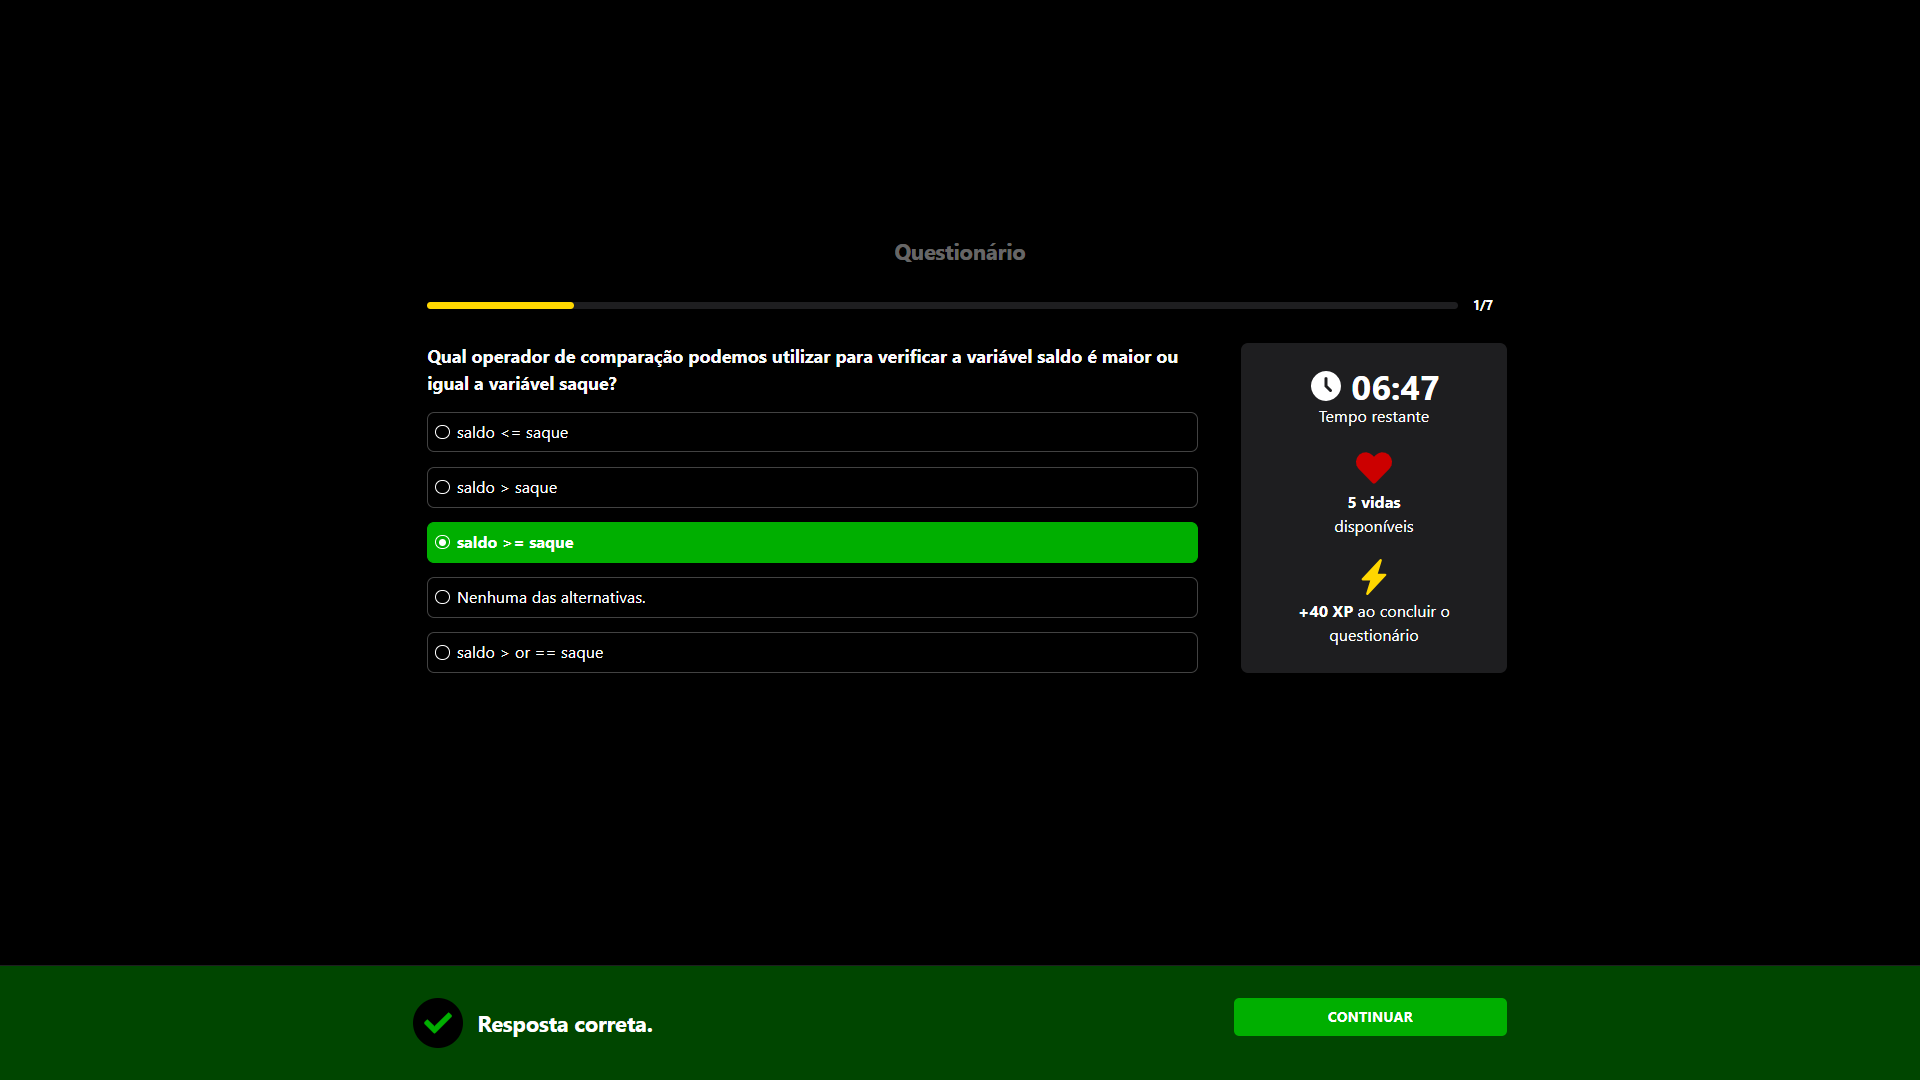 Questionário
1/7
Qual operador de comparação podemos utilizar para verificar a variável saldo é maior ou
igual a variável saque?
saldo <= saque
saldo > saque
saldo >= saque
Nenhuma das alternativas.
saldo > or == saque
06:47
Tempo restante
5 vidas
disponíveis
+40 XP ao concluir o
questionário
Resposta correta.
CONTINUAR